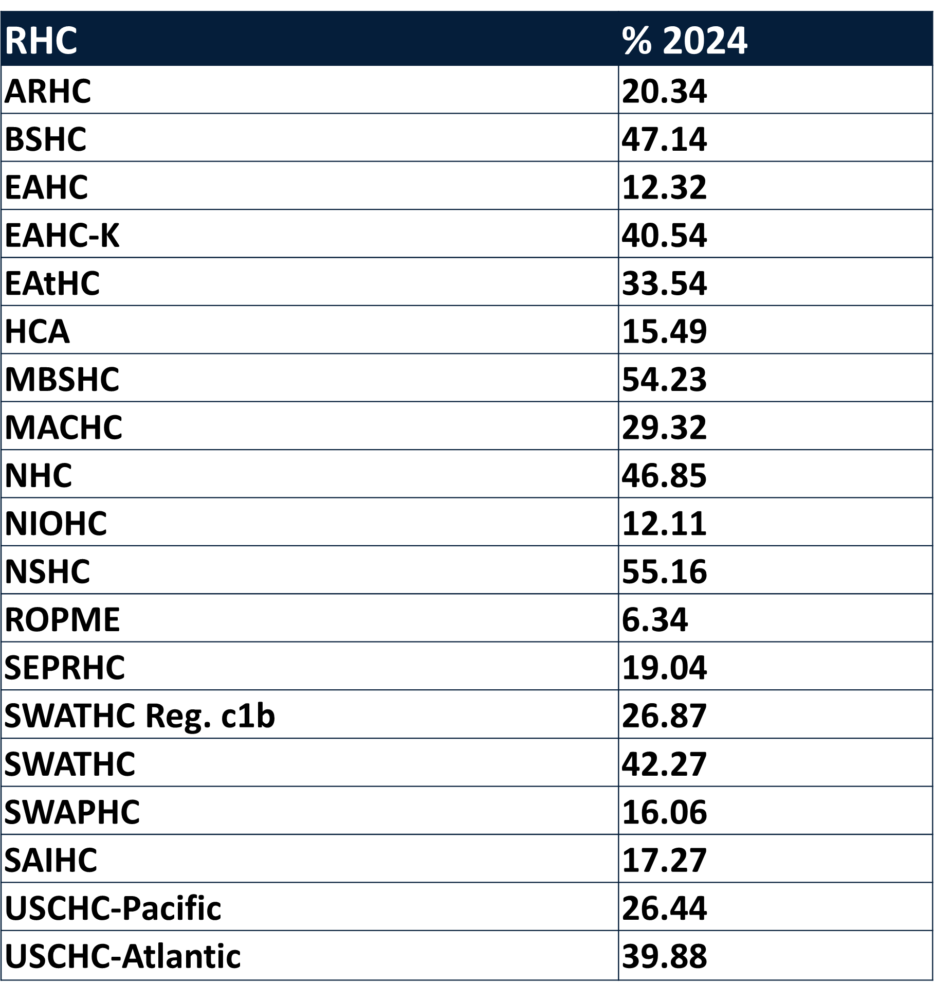 RHC % 2024
ARHC 20.34
BSHC 47.14
EAHC 12.32
EAHC-K 40.54
EAtHC 33.54
HCA 15.49
MBSHC 54.23
MACHC 29.32
NHC 46.85
NIOHC 12.11
NSHC 55.16
ROPME 6.34
SEPRHC 19.04
SWATHC Reg. c1b 26.87
SWATHC 42.27
SWAPHC 16.06
SAIHC 17.27
USCHC-Pacific 26.44
USCHC-Atlantic 39.88